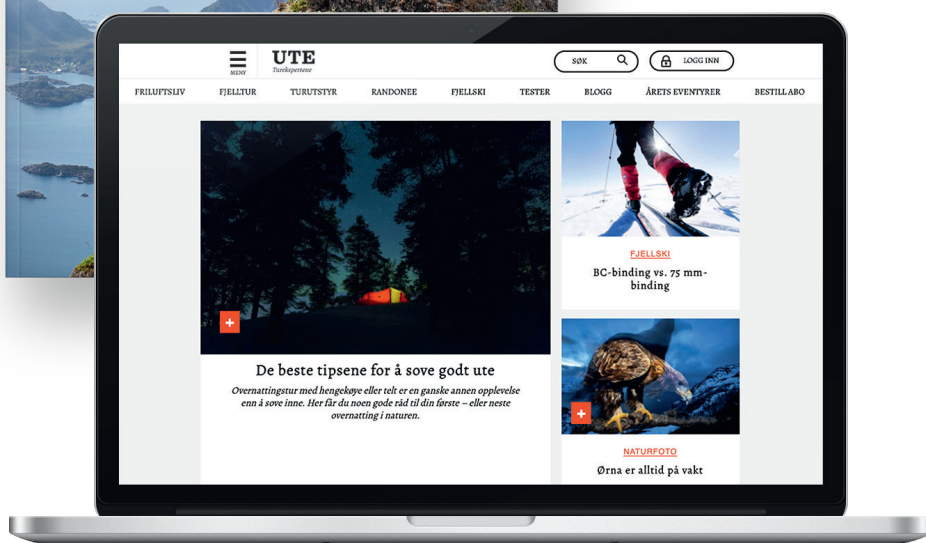 MENY
UTE
Turekspertene
SØK
LOGG INN
FRILUFTSLIV
FJELLTUR
TURUTSTYR
RANDONEE
FJELLSKI
TESTER
BLOGG
ÅRETS EVENTYRER
BESTILL ABO
De beste tipsene for å sove godt ute
Overnattingstur med hengekøye eller telt er en ganske annen opplevelse
enn å sove inne. Her får du noen gode råd til din første – eller neste
overnatting i naturen.
FJELLSKI
BC-binding vs. 75 mm-
binding
NATURFOTO
Ørna er alltid på vakt